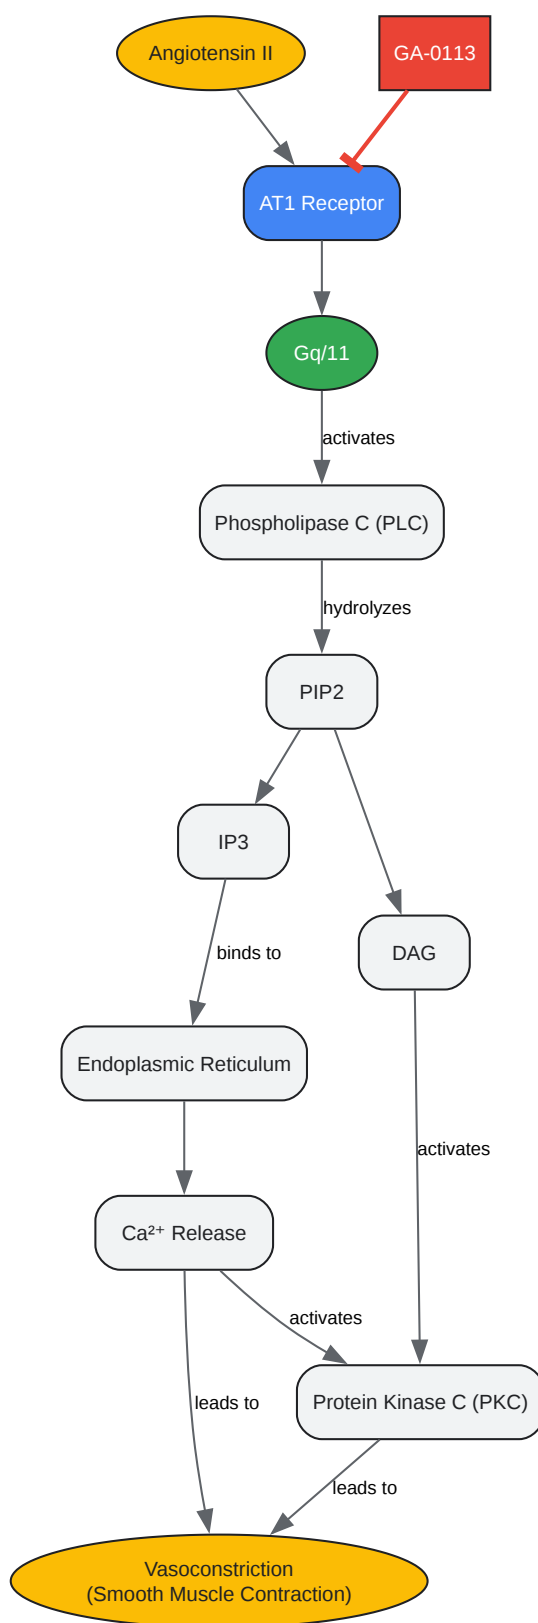 Angiotensin II
GA-0113
AT1 Receptor
Gq/11
activates
Phospholipase C (PLC)
hydrolyzes
PIP2
IP3
binds to
DAG
Endoplasmic Reticulum
activates
Ca²⁺ Release
activates
Protein Kinase C (PKC)
leads to
leads to
Vasoconstriction
(Smooth Muscle Contraction)